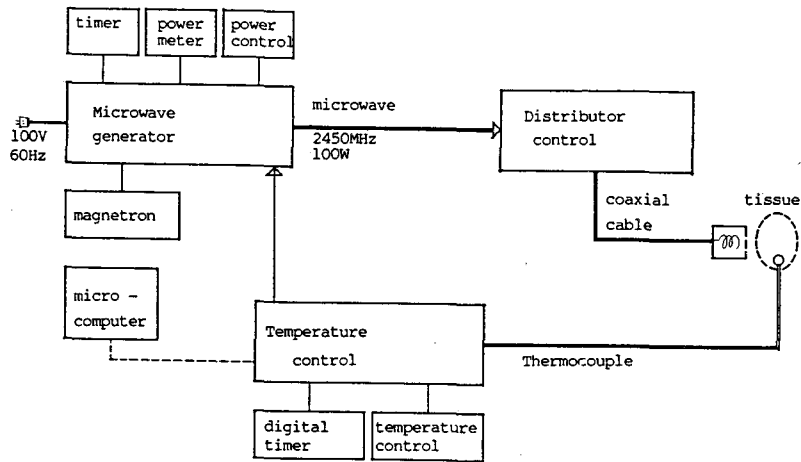 timer
power
meter
power
control
Microwave
generator
100V
60Hz
microwave
2450MHz
100W
Distributor
control
magnetron
coaxial
cable
tissue
micro -
computer
Temperature
control
Thermocouple
digital
timer
temperature
control